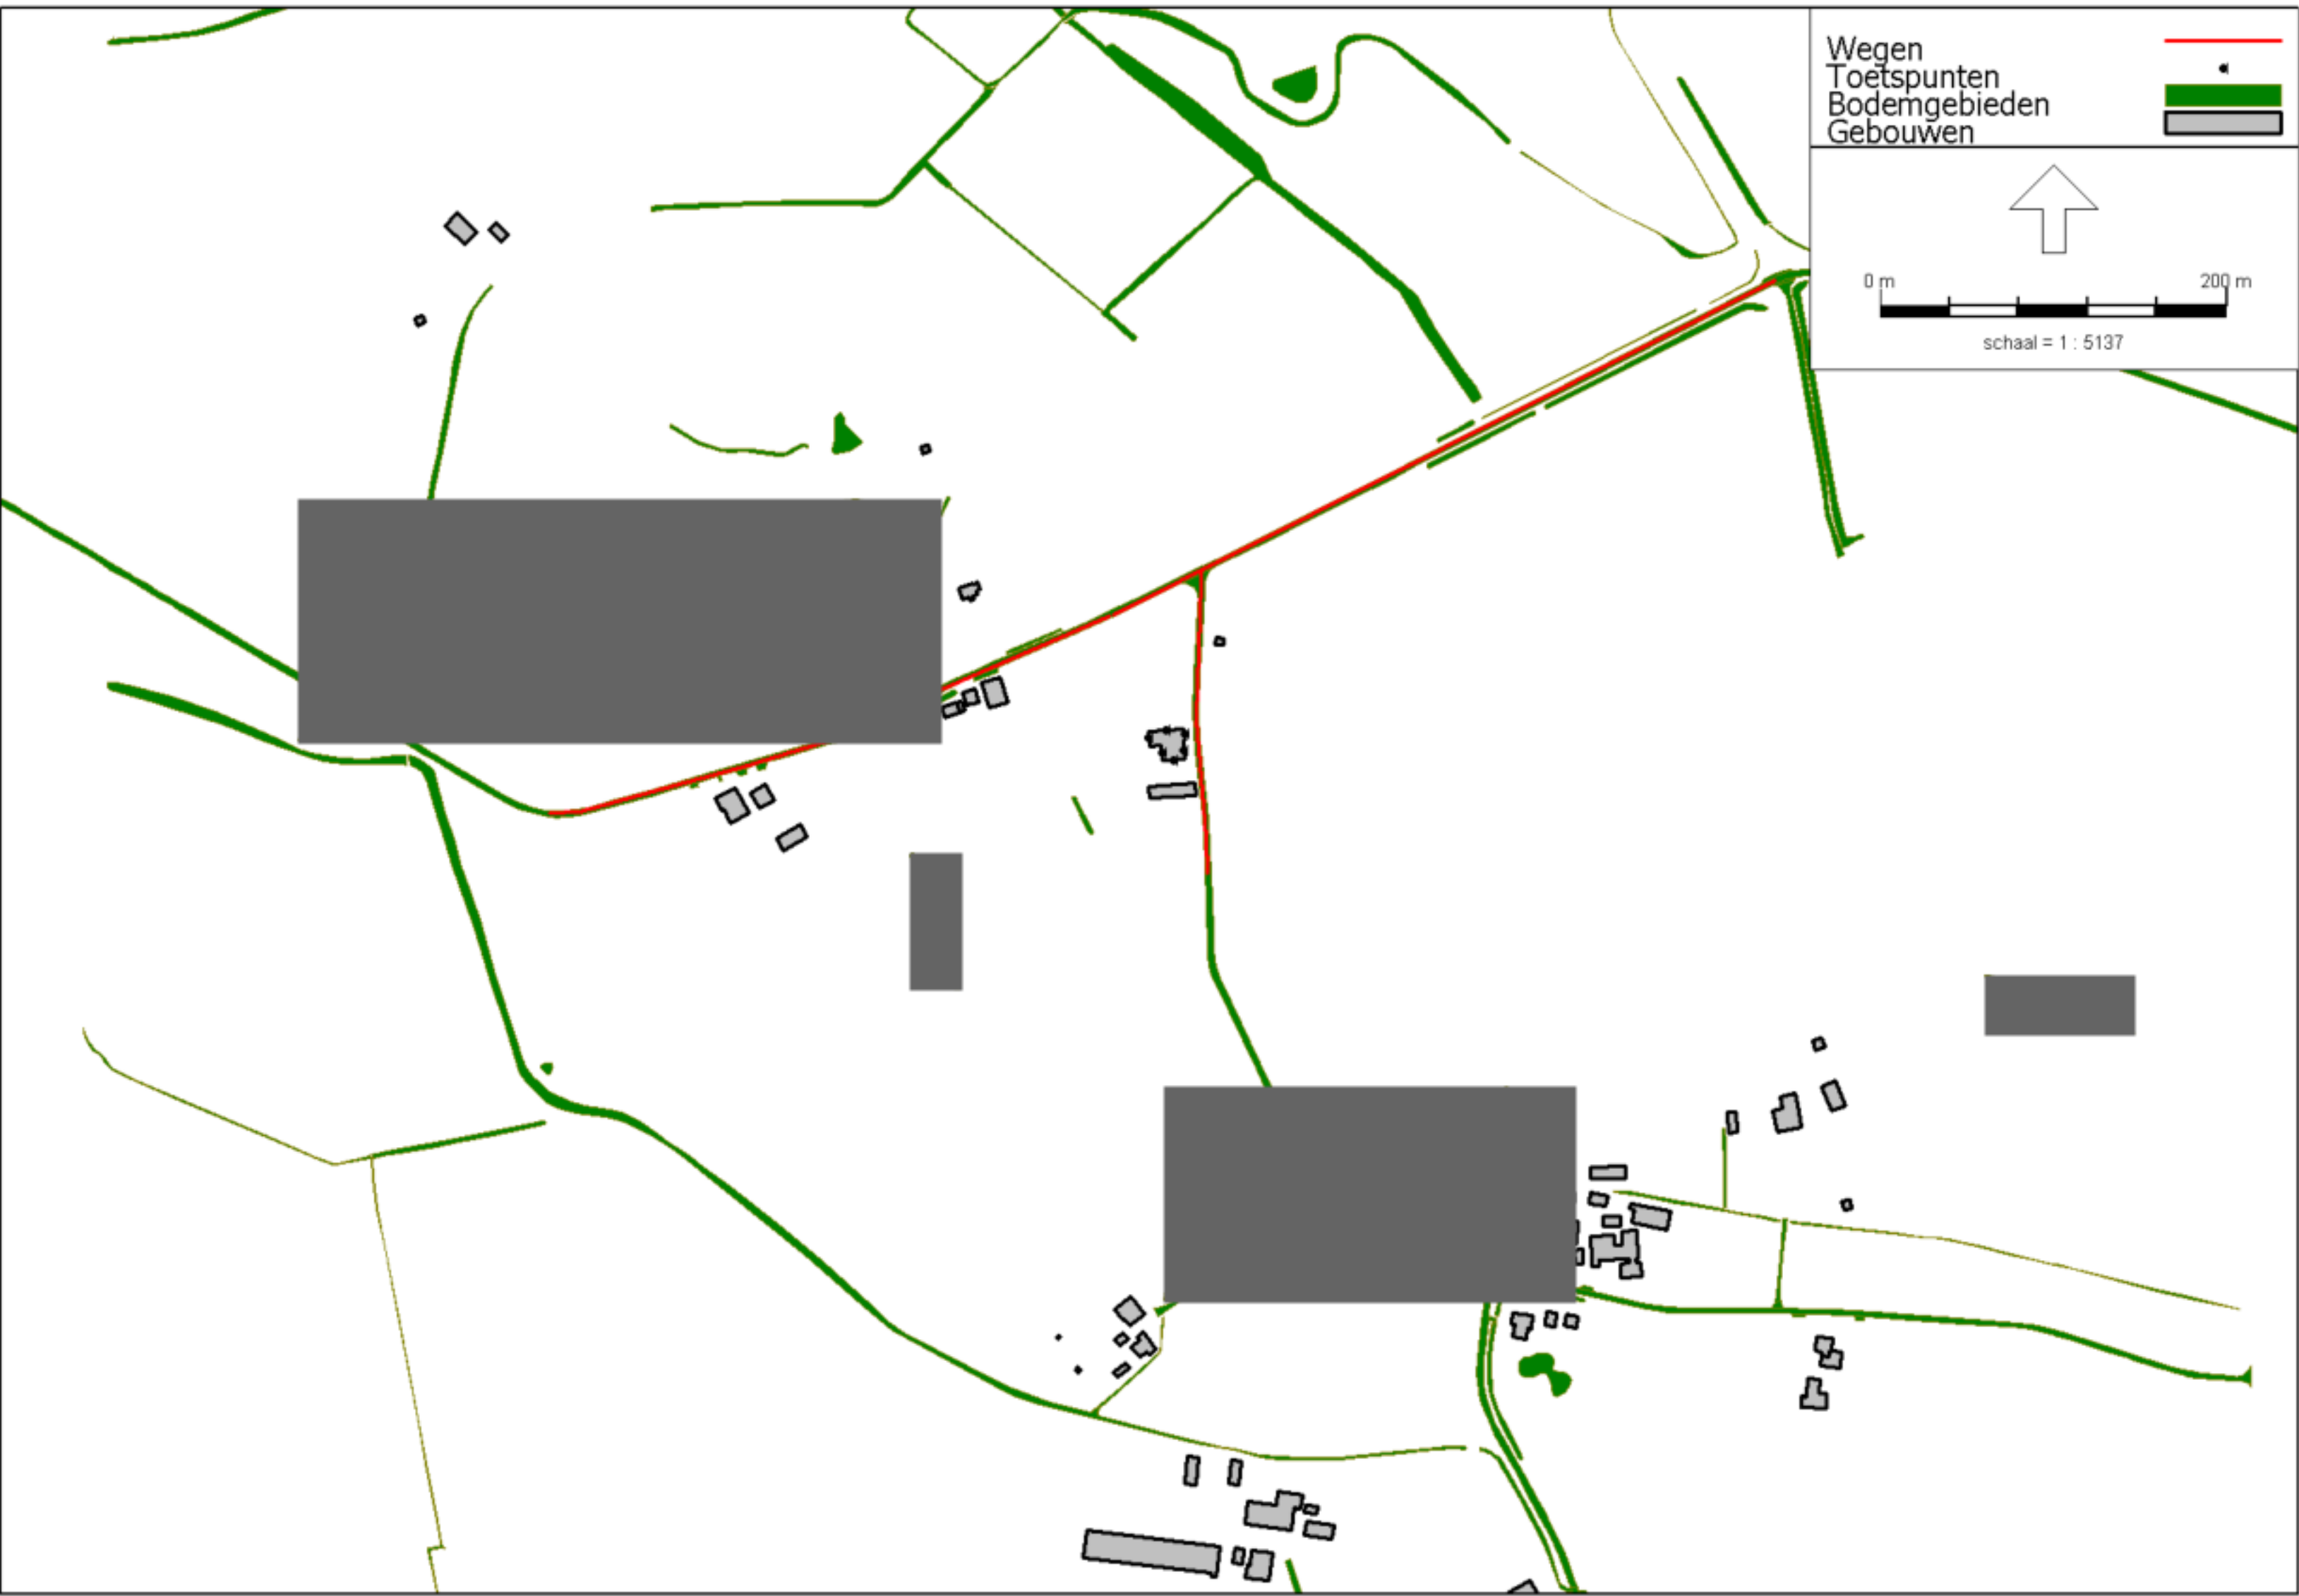 Wegen
Toetspunten
Bodemgebieden
Gebouwen
0 m 200 m
schaal = 1 : 5137